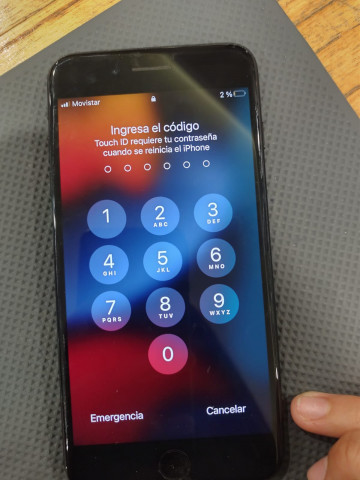 Movistar
2 %
Ingresa el código
Touch ID requiere tu contraseña
cuando se reinicia el iPhone
1
2
ABC
3
DEF
4
GHI
5
JKL
6
MNO
7
PQRS
8
TUV
9
WXYZ
0
Emergencia
Cancelar